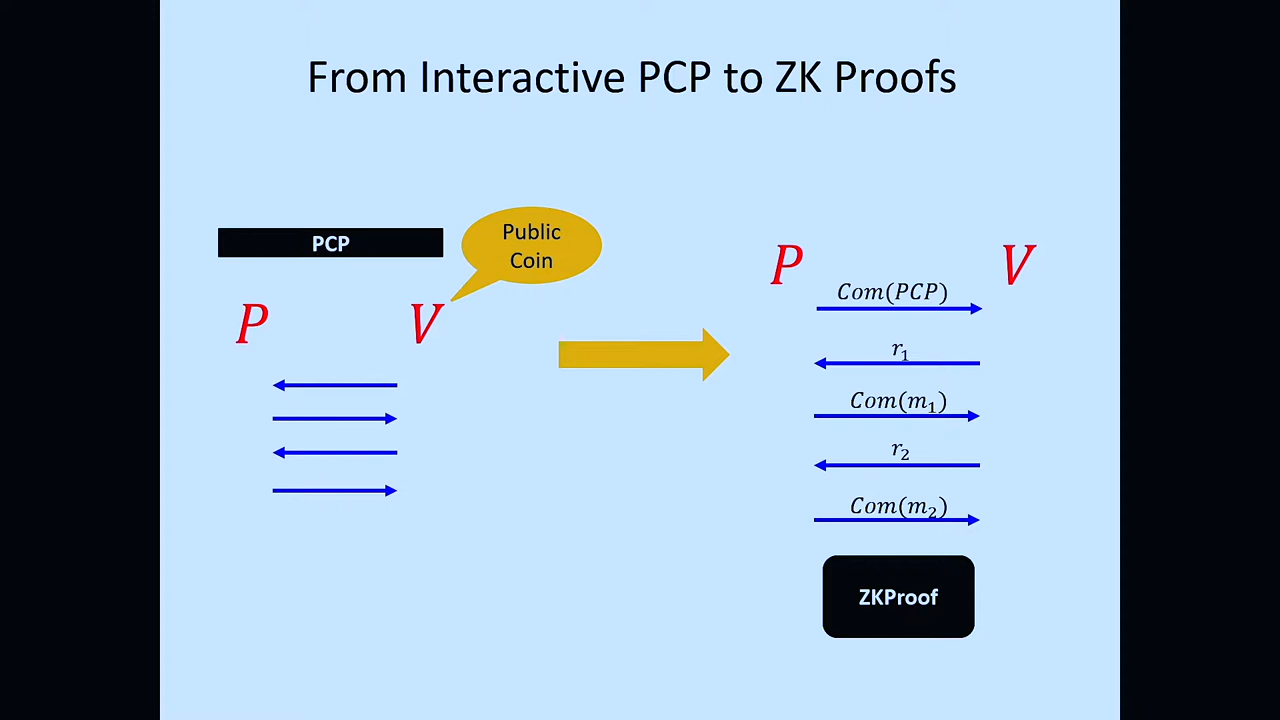 From Interactive PCP to ZK Proofs
PCP
Public
Coin
P
V
P
V
Com(PCP)
r₁
Com(m₁)
r₂
Com(m₂)
ZKProof